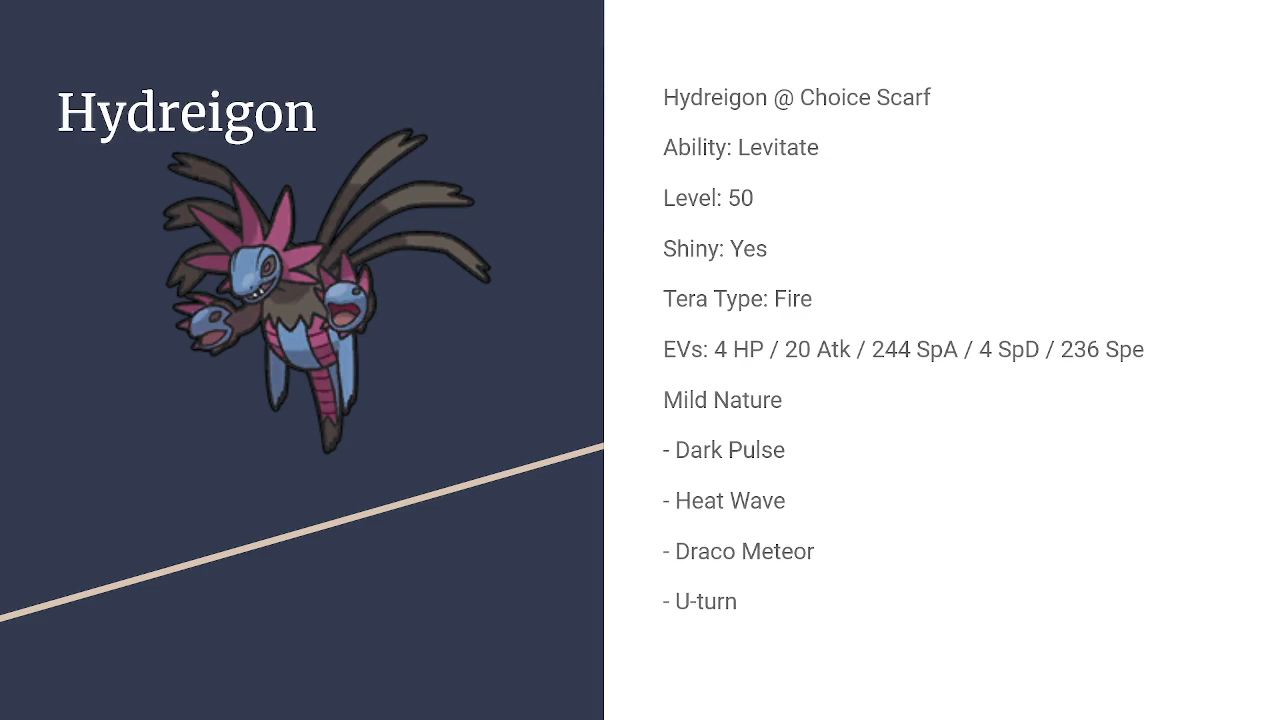 Hydreigon
Hydreigon @ Choice Scarf
Ability: Levitate
Level: 50
Shiny: Yes
Tera Type: Fire
EVs: 4 HP / 20 Atk / 244 SpA / 4 SpD / 236 Spe
Mild Nature
- Dark Pulse
- Heat Wave
- Draco Meteor
- U-turn